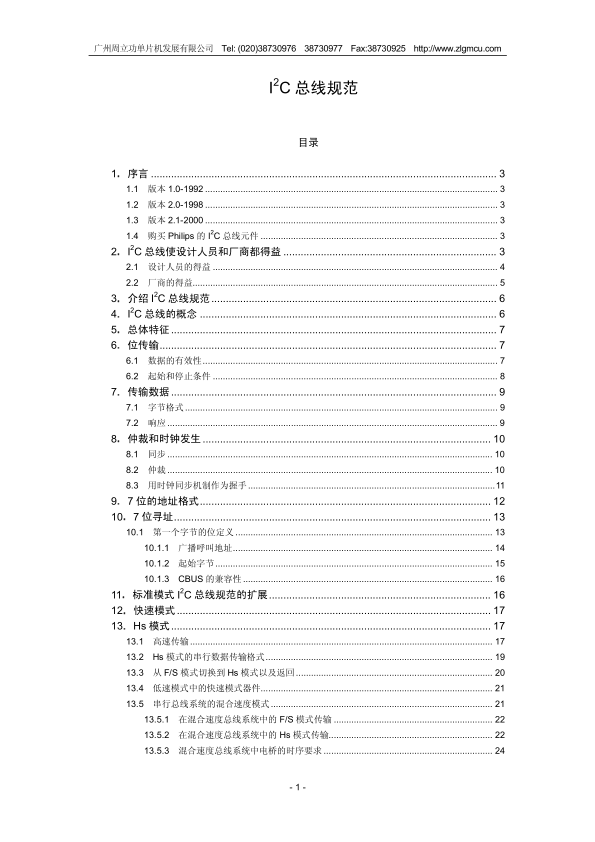 广州周立功单片机发展有限公司 Tel: (020)38730976 38730977 Fax:38730925 http://www.zlgmcu.com
I²C 总线规范
目录
1. 序言 ........ 3
1.1 版本 1.0-1992 ........ 3
1.2 版本 2.0-1998 ........ 3
1.3 版本 2.1-2000 ........ 3
1.4 购买 Philips 的 I²C 总线元件 ........ 3
2. I²C 总线使设计人员和厂商都得益 ........ 3
2.1 设计人员的得益 ........ 4
2.2 厂商的得益 ........ 5
3. 介绍 I²C 总线规范 ........ 6
4. I²C 总线的概念 ........ 6
5. 总体特征 ........ 7
6. 位传输 ........ 7
6.1 数据的有效性 ........ 7
6.2 起始和停止条件 ........ 8
7. 传输数据 ........ 9
7.1 字节格式 ........ 9
7.2 响应 ........ 9
8. 仲裁和时钟发生 ........ 10
8.1 同步 ........ 10
8.2 仲裁 ........ 10
8.3 用时钟同步机制作为握手 ........ 11
9. 7 位的地址格式 ........ 12
10. 7 位寻址 ........ 13
10.1 第一个字节的位定义 ........ 13
10.1.1 广播呼叫地址 ........ 14
10.1.2 起始字节 ........ 15
10.1.3 CBUS 的兼容性 ........ 16
11. 标准模式 I²C 总线规范的扩展 ........ 16
12. 快速模式 ........ 17
13. Hs 模式 ........ 17
13.1 高速传输 ........ 17
13.2 Hs 模式的串行数据传输格式 ........ 19
13.3 从 F/S 模式切换到 Hs 模式以及返回 ........ 20
13.4 低速模式中的快速模式器件 ........ 21
13.5 串行总线系统的混合速度模式 ........ 21
13.5.1 在混合速度总线系统中的 F/S 模式传输 ........ 22
13.5.2 在混合速度总线系统中的 Hs 模式传输 ........ 22
13.5.3 混合速度总线系统中电桥的时序要求 ........ 24
- 1 -